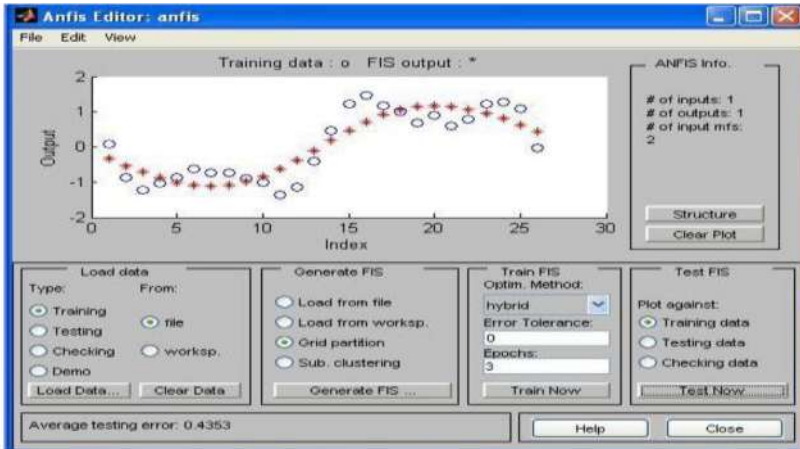 Anfis Editor: anfis
File Edit View
Training data : o FIS output : *
2
1
0
-1
-2
Output
0 5 10 15 20 25 30
Index
ANFIS Info.
# of inputs: 1
# of outputs: 1
# of input mfs:
2
Structure
Clear Plot
Load data
Type: From:
Training
Testing
Checking
Demo
file
worksp.
Load Data... Clear Data
Generate FIS
Load from file
Load from worksp.
Grid partition
Sub. clustering
Generate FIS ...
Train FIS
Optim. Method:
hybrid
Error Tolerance:
0
Epochs:
3
Train Now
Test FIS
Plot against:
Training data
Testing data
Checking data
Test Now
Average testing error: 0.4353
Help Close